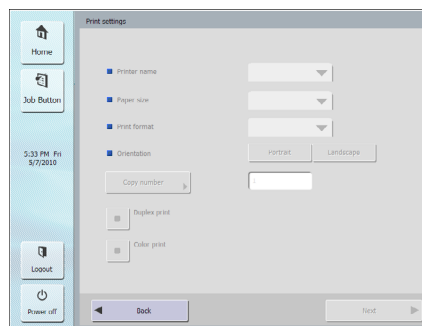 Print settings
Home
Job Button
5:33 PM Fri
5/7/2010
Logout
Power off
Printer name
Paper size
Print format
Orientation
Portrait
Landscape
Copy number
Duplex print
Color print
Back
Next